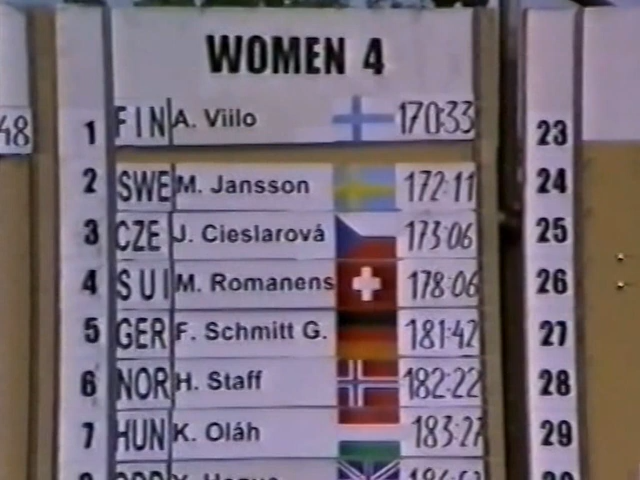 WOMEN 4
48
1 FIN A. Viilo 170:33 23
2 SWE M. Jansson 172:11 24
3 CZE J. Cieslarová 173:06 25
4 SUI M. Romanens 178:06 26
5 GER F. Schmitt G. 181:42 27
6 NOR H. Staff 182:22 28
7 HUN K. Oláh 183:27 29